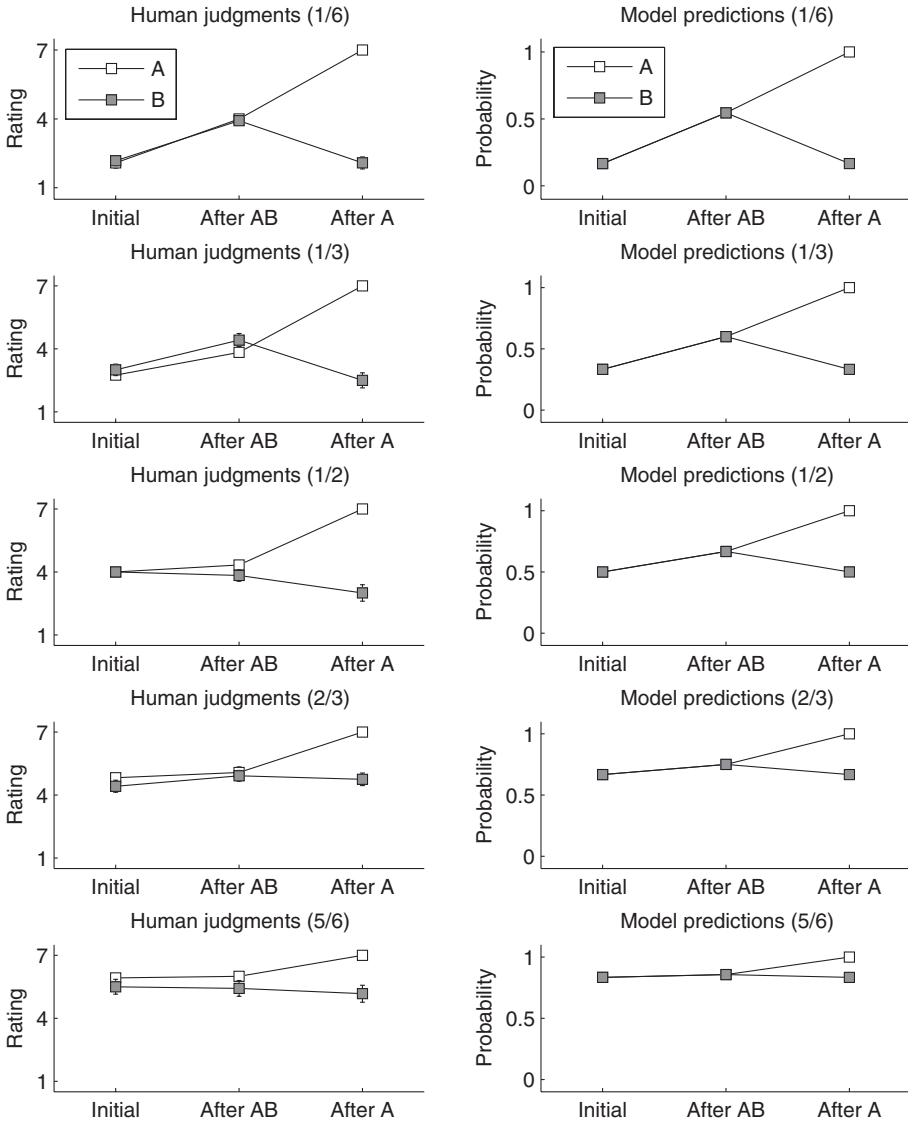 Human judgments (1/6)
7
4
1
Rating
A
B
Initial After AB After A
Model predictions (1/6)
1
0.5
0
Probability
A
B
Initial After AB After A
Human judgments (1/3)
7
4
1
Rating
Initial After AB After A
Model predictions (1/3)
1
0.5
0
Probability
Initial After AB After A
Human judgments (1/2)
7
4
1
Rating
Initial After AB After A
Model predictions (1/2)
1
0.5
0
Probability
Initial After AB After A
Human judgments (2/3)
7
4
1
Rating
Initial After AB After A
Model predictions (2/3)
1
0.5
0
Probability
Initial After AB After A
Human judgments (5/6)
7
4
1
Rating
Initial After AB After A
Model predictions (5/6)
1
0.5
0
Probability
Initial After AB After A